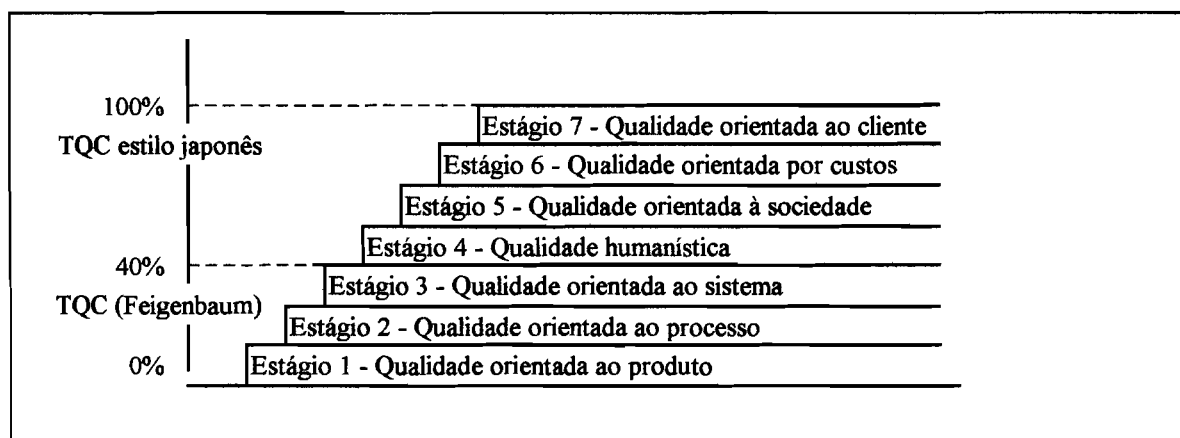 100%
Estágio 7 - Qualidade orientada ao cliente
TQC estilo japonês
Estágio 6 - Qualidade orientada por custos
Estágio 5 - Qualidade orientada à sociedade
Estágio 4 - Qualidade humanística
40%
Estágio 3 - Qualidade orientada ao sistema
TQC (Feigenbaum)
Estágio 2 - Qualidade orientada ao processo
0%
Estágio 1 - Qualidade orientada ao produto